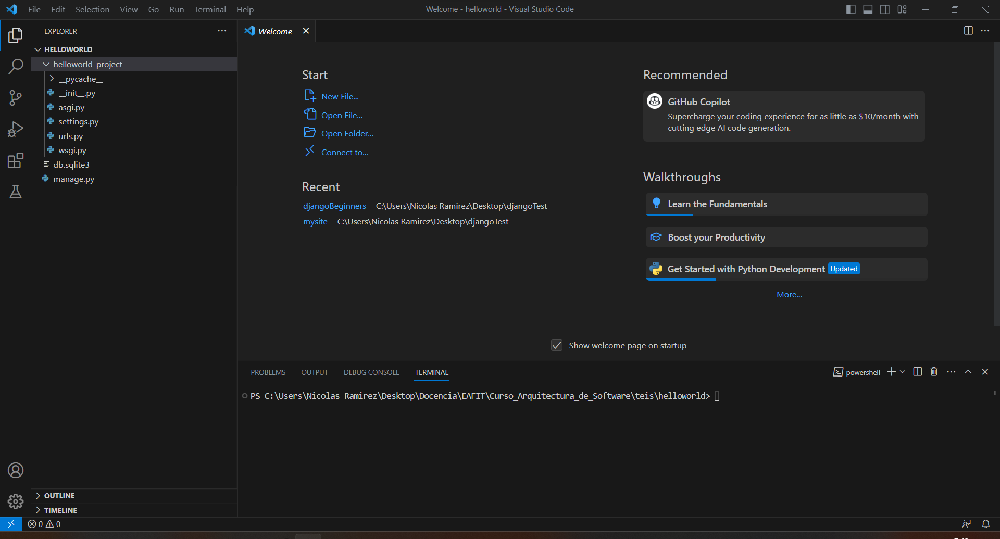 File Edit Selection View Go Run Terminal Help
Welcome - helloworld - Visual Studio Code
EXPLORER
HELLOWORLD
helloworld_project
__pycache__
__init__.py
asgi.py
settings.py
urls.py
wsgi.py
db.sqlite3
manage.py
OUTLINE
TIMELINE
Welcome
Start
New File...
Open File...
Open Folder...
Connect to...
Recent
djangoBeginners C:\Users\Nicolas Ramirez\Desktop\djangoTest
mysite C:\Users\Nicolas Ramirez\Desktop\djangoTest
Recommended
GitHub Copilot
Supercharge your coding experience for as little as $10/month with
cutting edge AI code generation.
Walkthroughs
Learn the Fundamentals
Boost your Productivity
Get Started with Python Development Updated
More...
Show welcome page on startup
PROBLEMS OUTPUT DEBUG CONSOLE TERMINAL
powershell
PS C:\Users\Nicolas Ramirez\Desktop\Docencia\EAFIT\Curso_Arquitectura_de_Software\teis\helloworld>
0 0